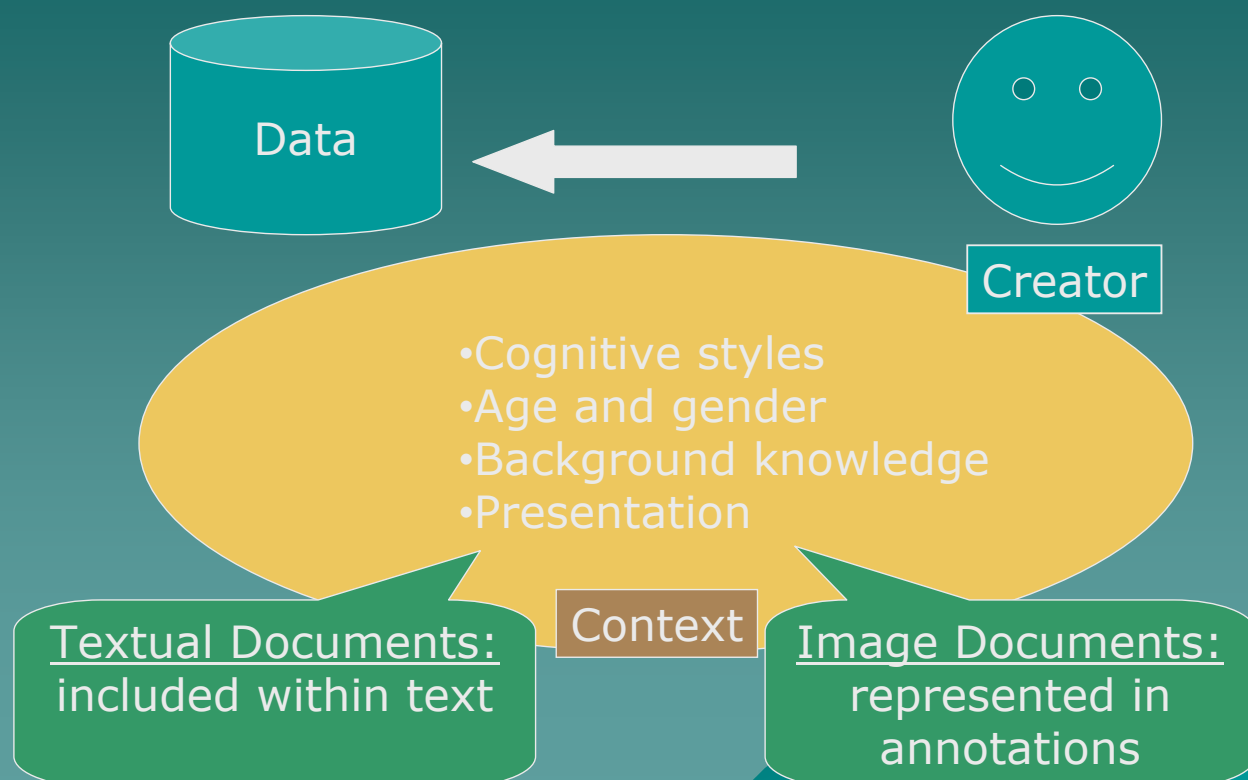 Data
Creator
•Cognitive styles
•Age and gender
•Background knowledge
•Presentation
Context
Textual Documents:
included within text
Image Documents:
represented in
annotations